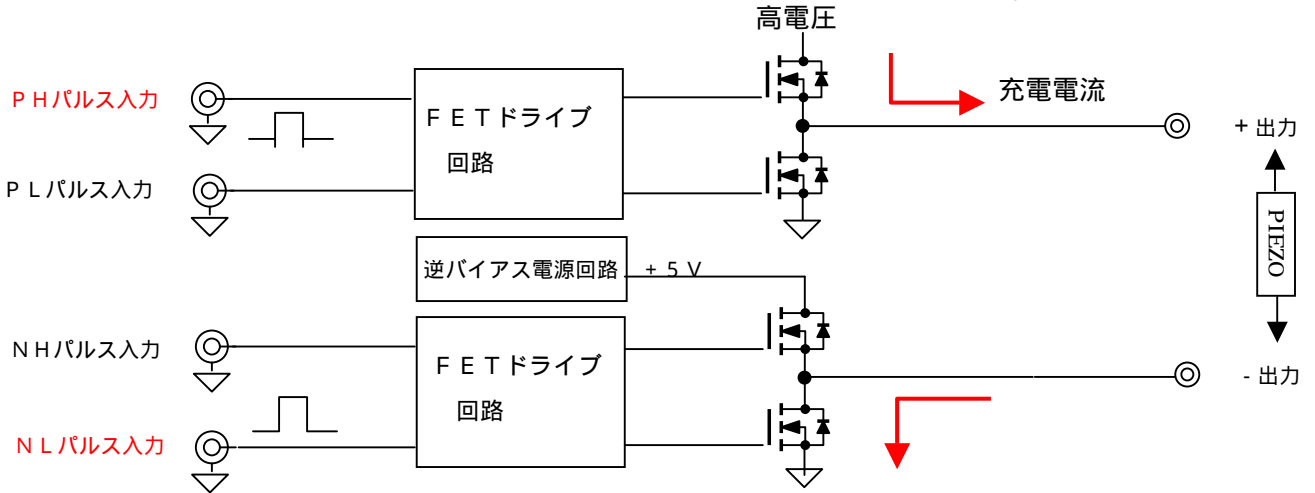 高電圧
ＰＨパルス入力
ＦＥＴドライブ
回路
充電電流
+ 出力
ＰＬパルス入力
PIEZO
逆バイアス電源回路
+ ５Ｖ
ＮＨパルス入力
ＦＥＴドライブ
回路
- 出力
ＮＬパルス入力